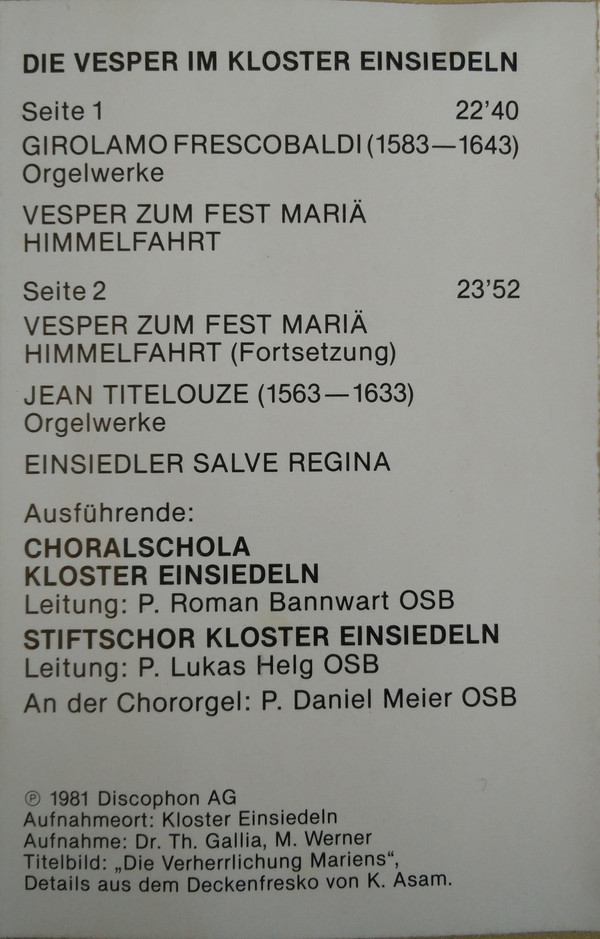 DIE VESPER IM KLOSTER EINSIEDELN
Seite 1 22'40
GIROLAMO FRESCOBALDI (1583—1643)
Orgelwerke
VESPER ZUM FEST MARIÄ
HIMMELFAHRT
Seite 2 23'52
VESPER ZUM FEST MARIÄ
HIMMELFAHRT (Fortsetzung)
JEAN TITELOUZE (1563—1633)
Orgelwerke
EINSIEDLER SALVE REGINA
Ausführende:
CHORALSCHOLA
KLOSTER EINSIEDELN
Leitung: P. Roman Bannwart OSB
STIFTSCHOR KLOSTER EINSIEDELN
Leitung: P. Lukas Helg OSB
An der Chororgel: P. Daniel Meier OSB
℗ 1981 Discophon AG
Aufnahmeort: Kloster Einsiedeln
Aufnahme: Dr. Th. Gallia, M. Werner
Titelbild: „Die Verherrlichung Mariens“,
Details aus dem Deckenfresko von K. Asam.